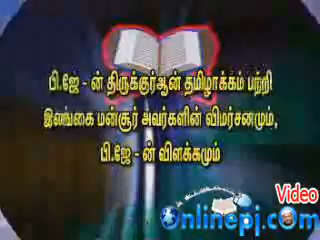 பி.ஜே - ன் திருக்குர்ஆன் தமிழாக்கம் பற்றி
இலங்கை மன்சூர் அவர்களின் விமர்சனமும்,
பி.ஜே - ன் விளக்கமும்
Video
Onlinepj.com